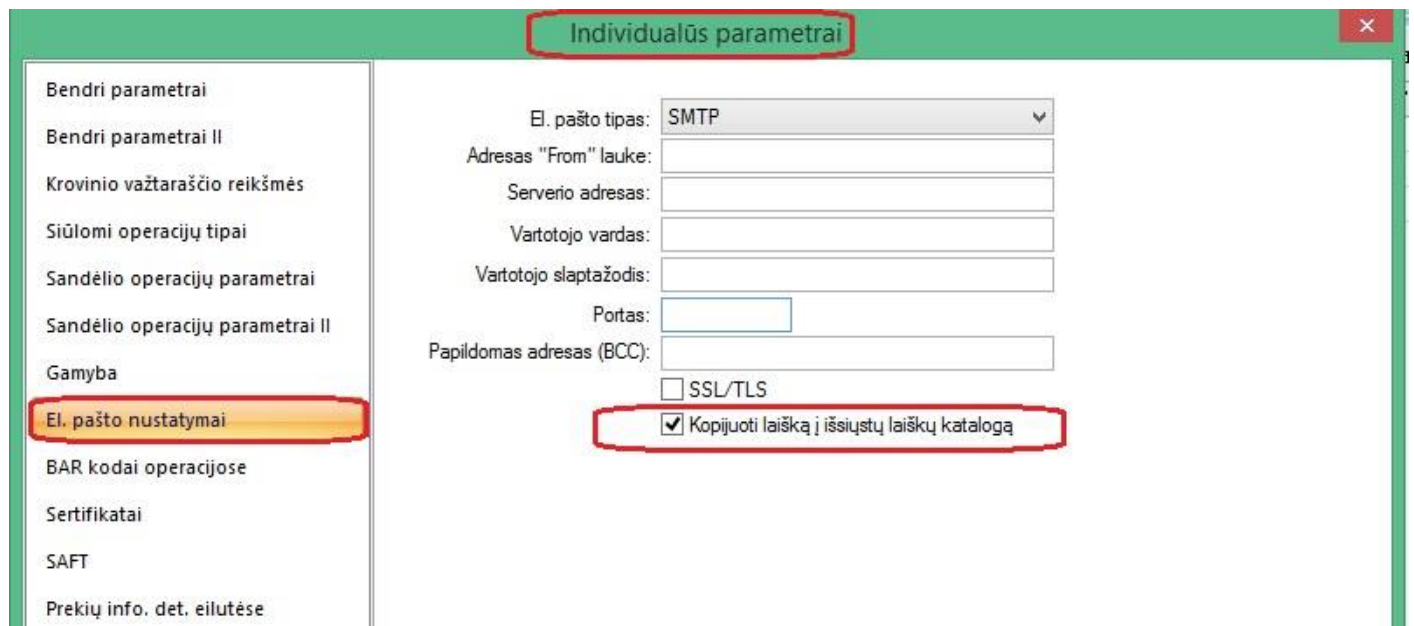 Individualūs parametrai
Bendri parametrai
Bendri parametrai II
Krovinio važtaraščio reikšmės
Siūlomi operacijų tipai
Sandėlio operacijų parametrai
Sandėlio operacijų parametrai II
Gamyba
El. pašto nustatymai
BAR kodai operacijose
Sertifikatai
SAFT
Prekių info. det. eilutėse
El. pašto tipas: SMTP
Adresas "From" lauke:
Serverio adresas:
Vartotojo vardas:
Vartotojo slaptažodis:
Portas:
Papildomas adresas (BCC):
SSL/TLS
Kopijuoti laišką į išsiųstų laiškų katalogą